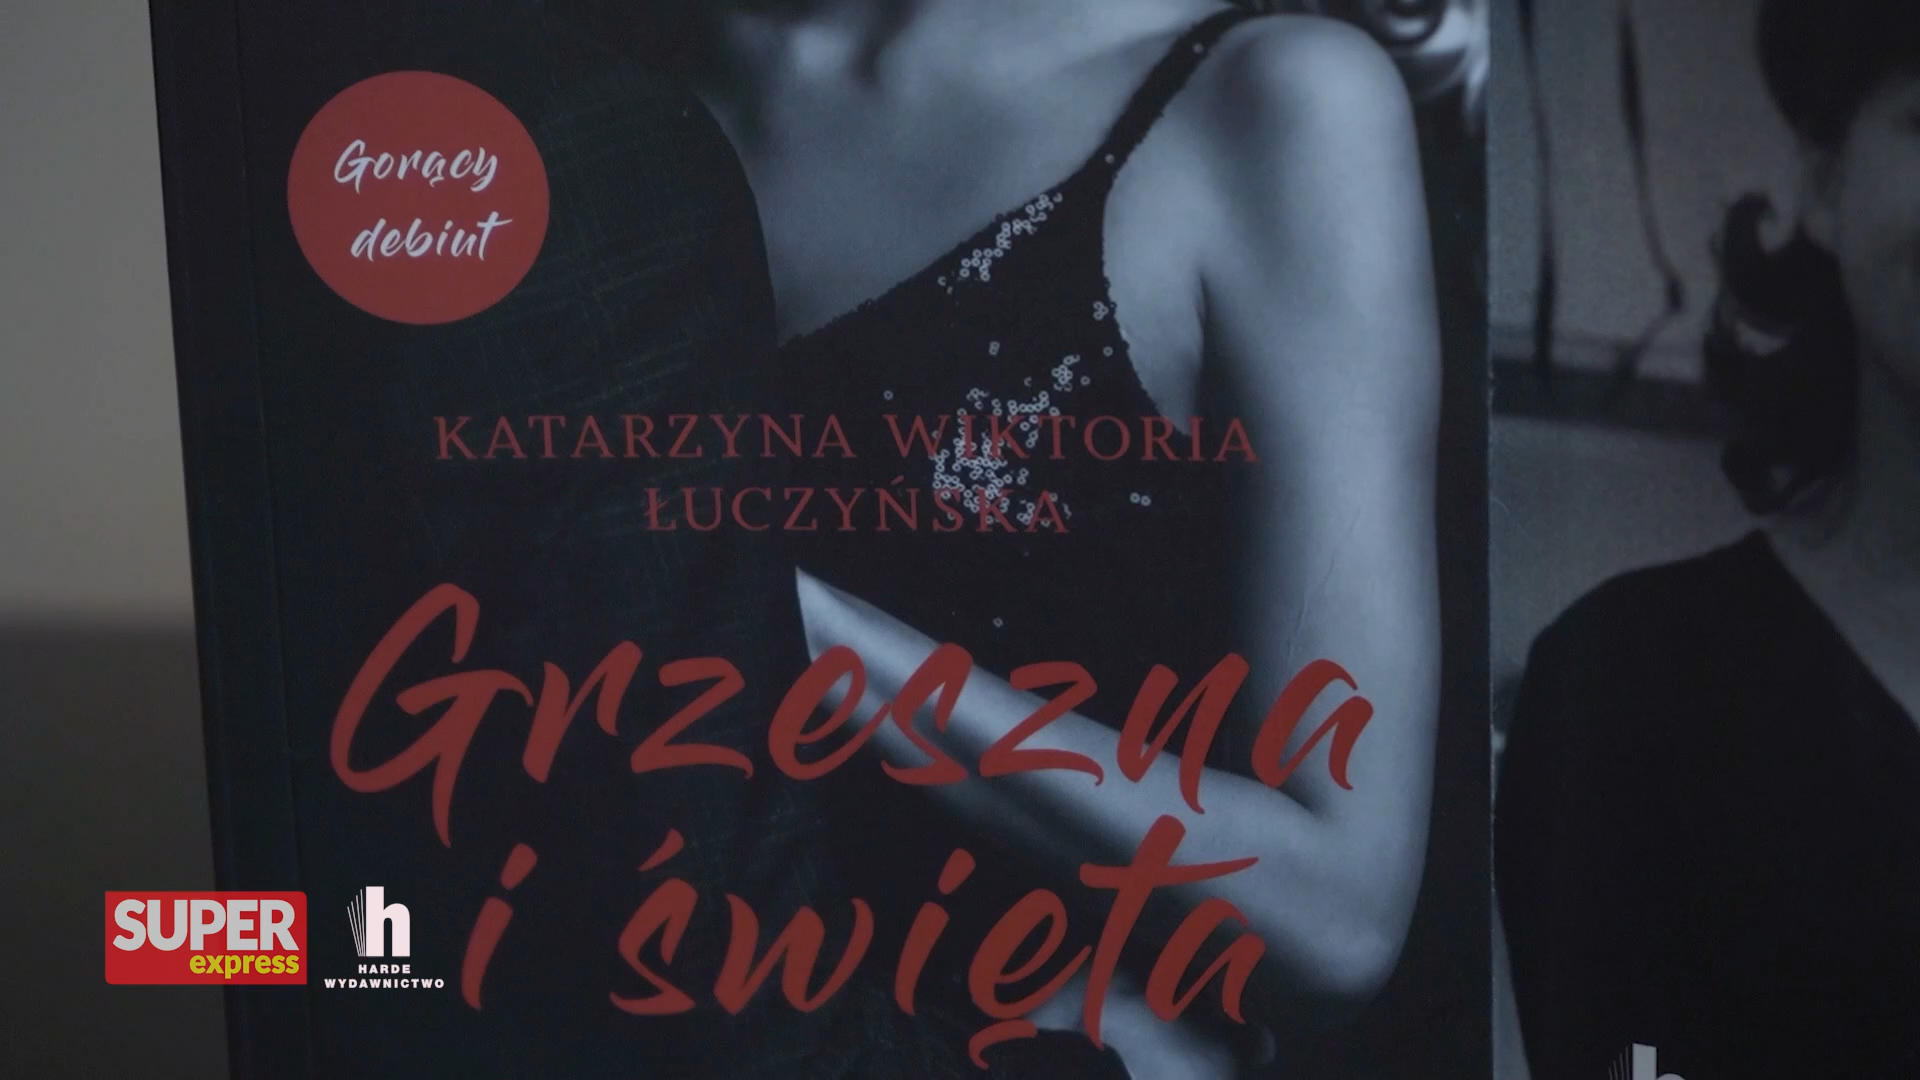 Gorący
debiut
KATARZYNA WIKTORIA
ŁUCZYŃSKA
Grzeszna
i święta
SUPER
express
h
HARDE
WYDAWNICTWO
h